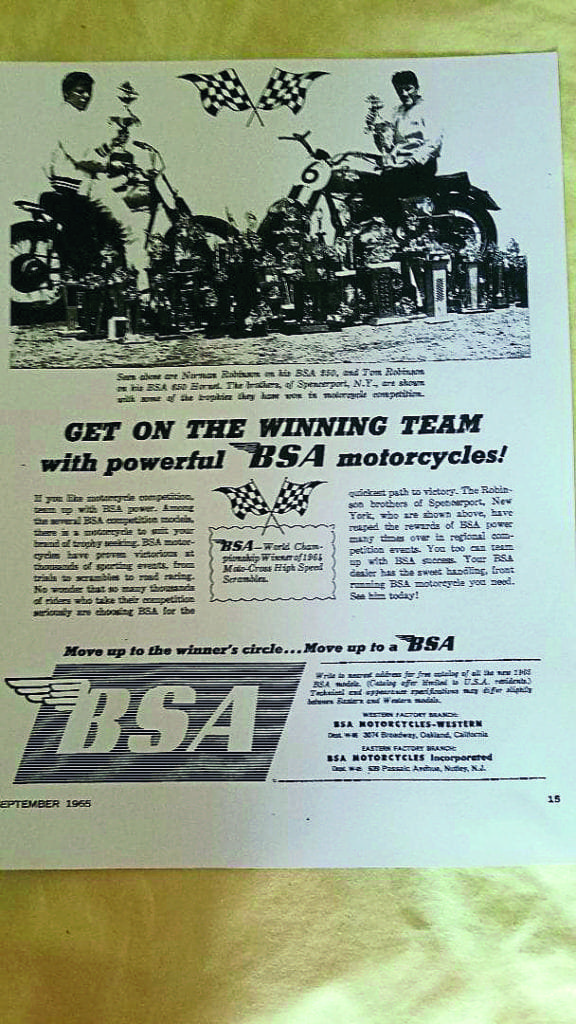 6
Seen above are Norman Robinson on his BSA 350, and Tom Robinson
on his BSA 650 Hornet. The brothers, of Spencerport, N.Y., are shown
with some of the trophies they have won in motorcycle competition.
GET ON THE WINNING TEAM
with powerful BSA motorcycles!
If you like motorcycle competition,
team up with BSA power. Among
the several BSA competition models,
there is a motorcycle to suit your
brand of trophy seeking. BSA motor-
cycles have proven victorious at
thousands of sporting events, from
trials to scrambles to road racing.
No wonder that so many thousands
of riders who take their competition
seriously are choosing BSA for the
BSA—World Cham-
pionship Winner of 1964
Moto-Cross High Speed
Scrambles.
quickest path to victory. The Robin-
son brothers of Spencerport, New
York, who are shown above, have
reaped the rewards of BSA power
many times over in regional com-
petition events. You too can team
up with BSA success. Your BSA
dealer has the sweet handling, front
running BSA motorcycle you need.
See him today!
Move up to the winner's circle...Move up to a BSA
BSA
Write to nearest address for free catalog of all the new 1965
BSA models. (Catalog offer limited to U.S.A. residents.)
Technical and appearance specifications may differ slightly
between Eastern and Western models.
WESTERN FACTORY BRANCH:
BSA MOTORCYCLES-WESTERN
Dept. 3074 Broadway, Oakland, California
EASTERN FACTORY BRANCH:
BSA MOTORCYCLES Incorporated
Dept. 639 Passaic Avenue, Nutley, N.J.
EPTEMBER 1965
15